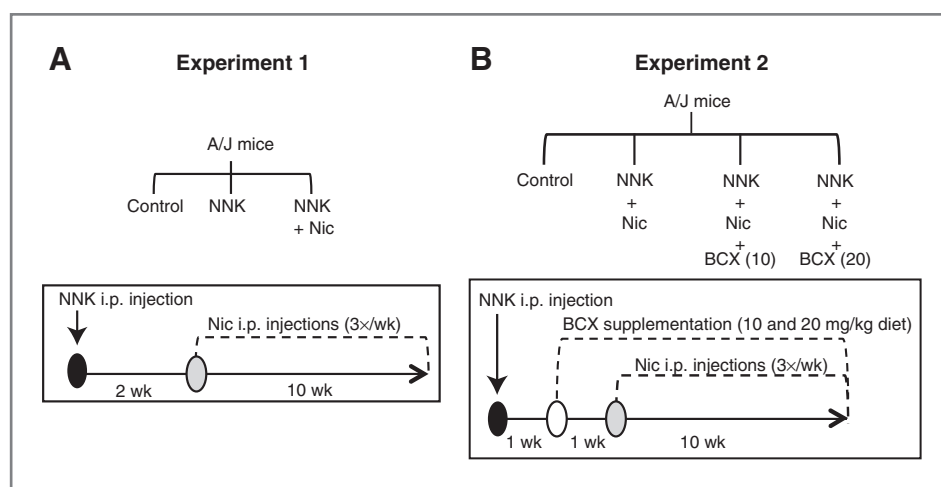 A
Experiment 1
A/J mice
Control
NNK
NNK
+ Nic
NNK i.p. injection
Nic i.p. injections (3×/wk)
2 wk
10 wk
B
Experiment 2
A/J mice
Control
NNK
+
Nic
NNK
+
Nic
+
BCX (10)
NNK
+
Nic
+
BCX (20)
NNK i.p. injection
BCX supplementation (10 and 20 mg/kg diet)
Nic i.p. injections (3×/wk)
1 wk
1 wk
10 wk